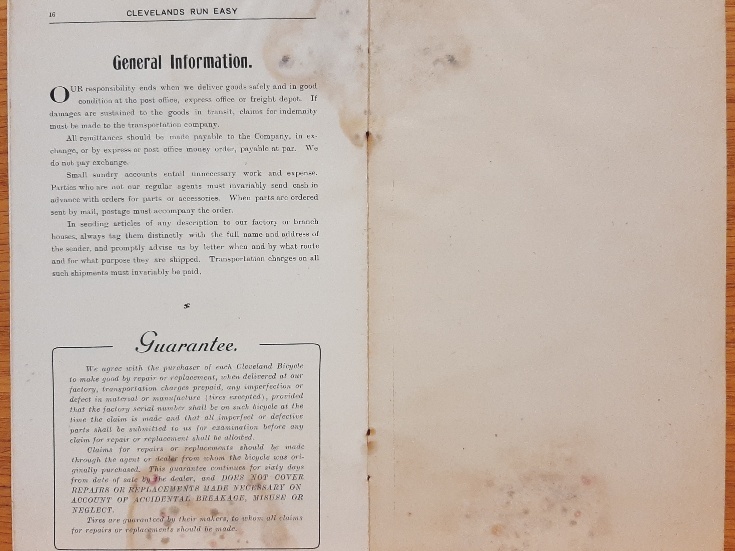 16
CLEVELANDS RUN EASY
General Information.
OUR responsibility ends when we deliver goods safely and in good
condition at the post office, express office or freight depot. If
damages are sustained to the goods in transit, claims for indemnity
must be made to the transportation company.
All remittances should be made payable to the Company, in ex-
change, or by express or post office money order, payable at par. We
do not pay exchange.
Small sundry accounts entail unnecessary work and expense.
Parties who are not our regular agents must invariably send cash in
advance with orders for parts or accessories. When parts are ordered
sent by mail, postage must accompany the order.
In sending articles of any description to our factory or branch
houses, always tag them distinctly with the full name and address of
the sender, and promptly advise us by letter when and by what route
and for what purpose they are shipped. Transportation charges on all
such shipments must invariably be paid.
Guarantee.
We agree with the purchaser of each Cleveland Bicycle
to make good by repair or replacement, when delivered at our
factory, transportation charges prepaid, any imperfection or
defect in material or manufacture (tires excepted), provided
that the factory serial number shall be on such bicycle at the
time the claim is made and that all imperfect or defective
parts shall be submitted to us for examination before any
claim for repair or replacement shall be allowed.
Claims for repairs or replacements should be made
through the agent or dealer from whom the bicycle was ori-
ginally purchased. This guarantee continues for sixty days
from date of sale by the dealer, and DOES NOT COVER
REPAIRS OR REPLACEMENTS MADE NECESSARY ON
ACCOUNT OF ACCIDENTAL BREAKAGE, MISUSE OR
NEGLECT.
Tires are guaranteed by their makers, to whom all claims
for repairs or replacements should be made.